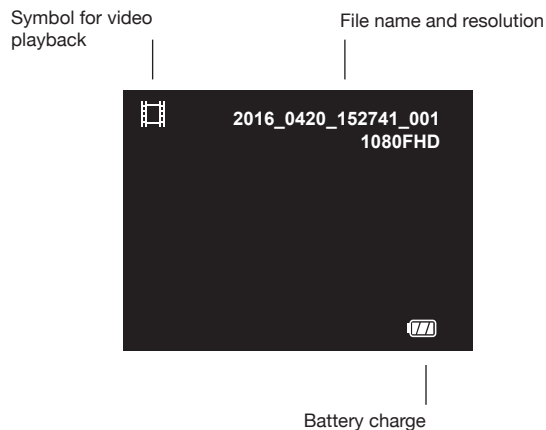 Symbol for video
playback
File name and resolution
2016_0420_152741_001
1080FHD
Battery charge